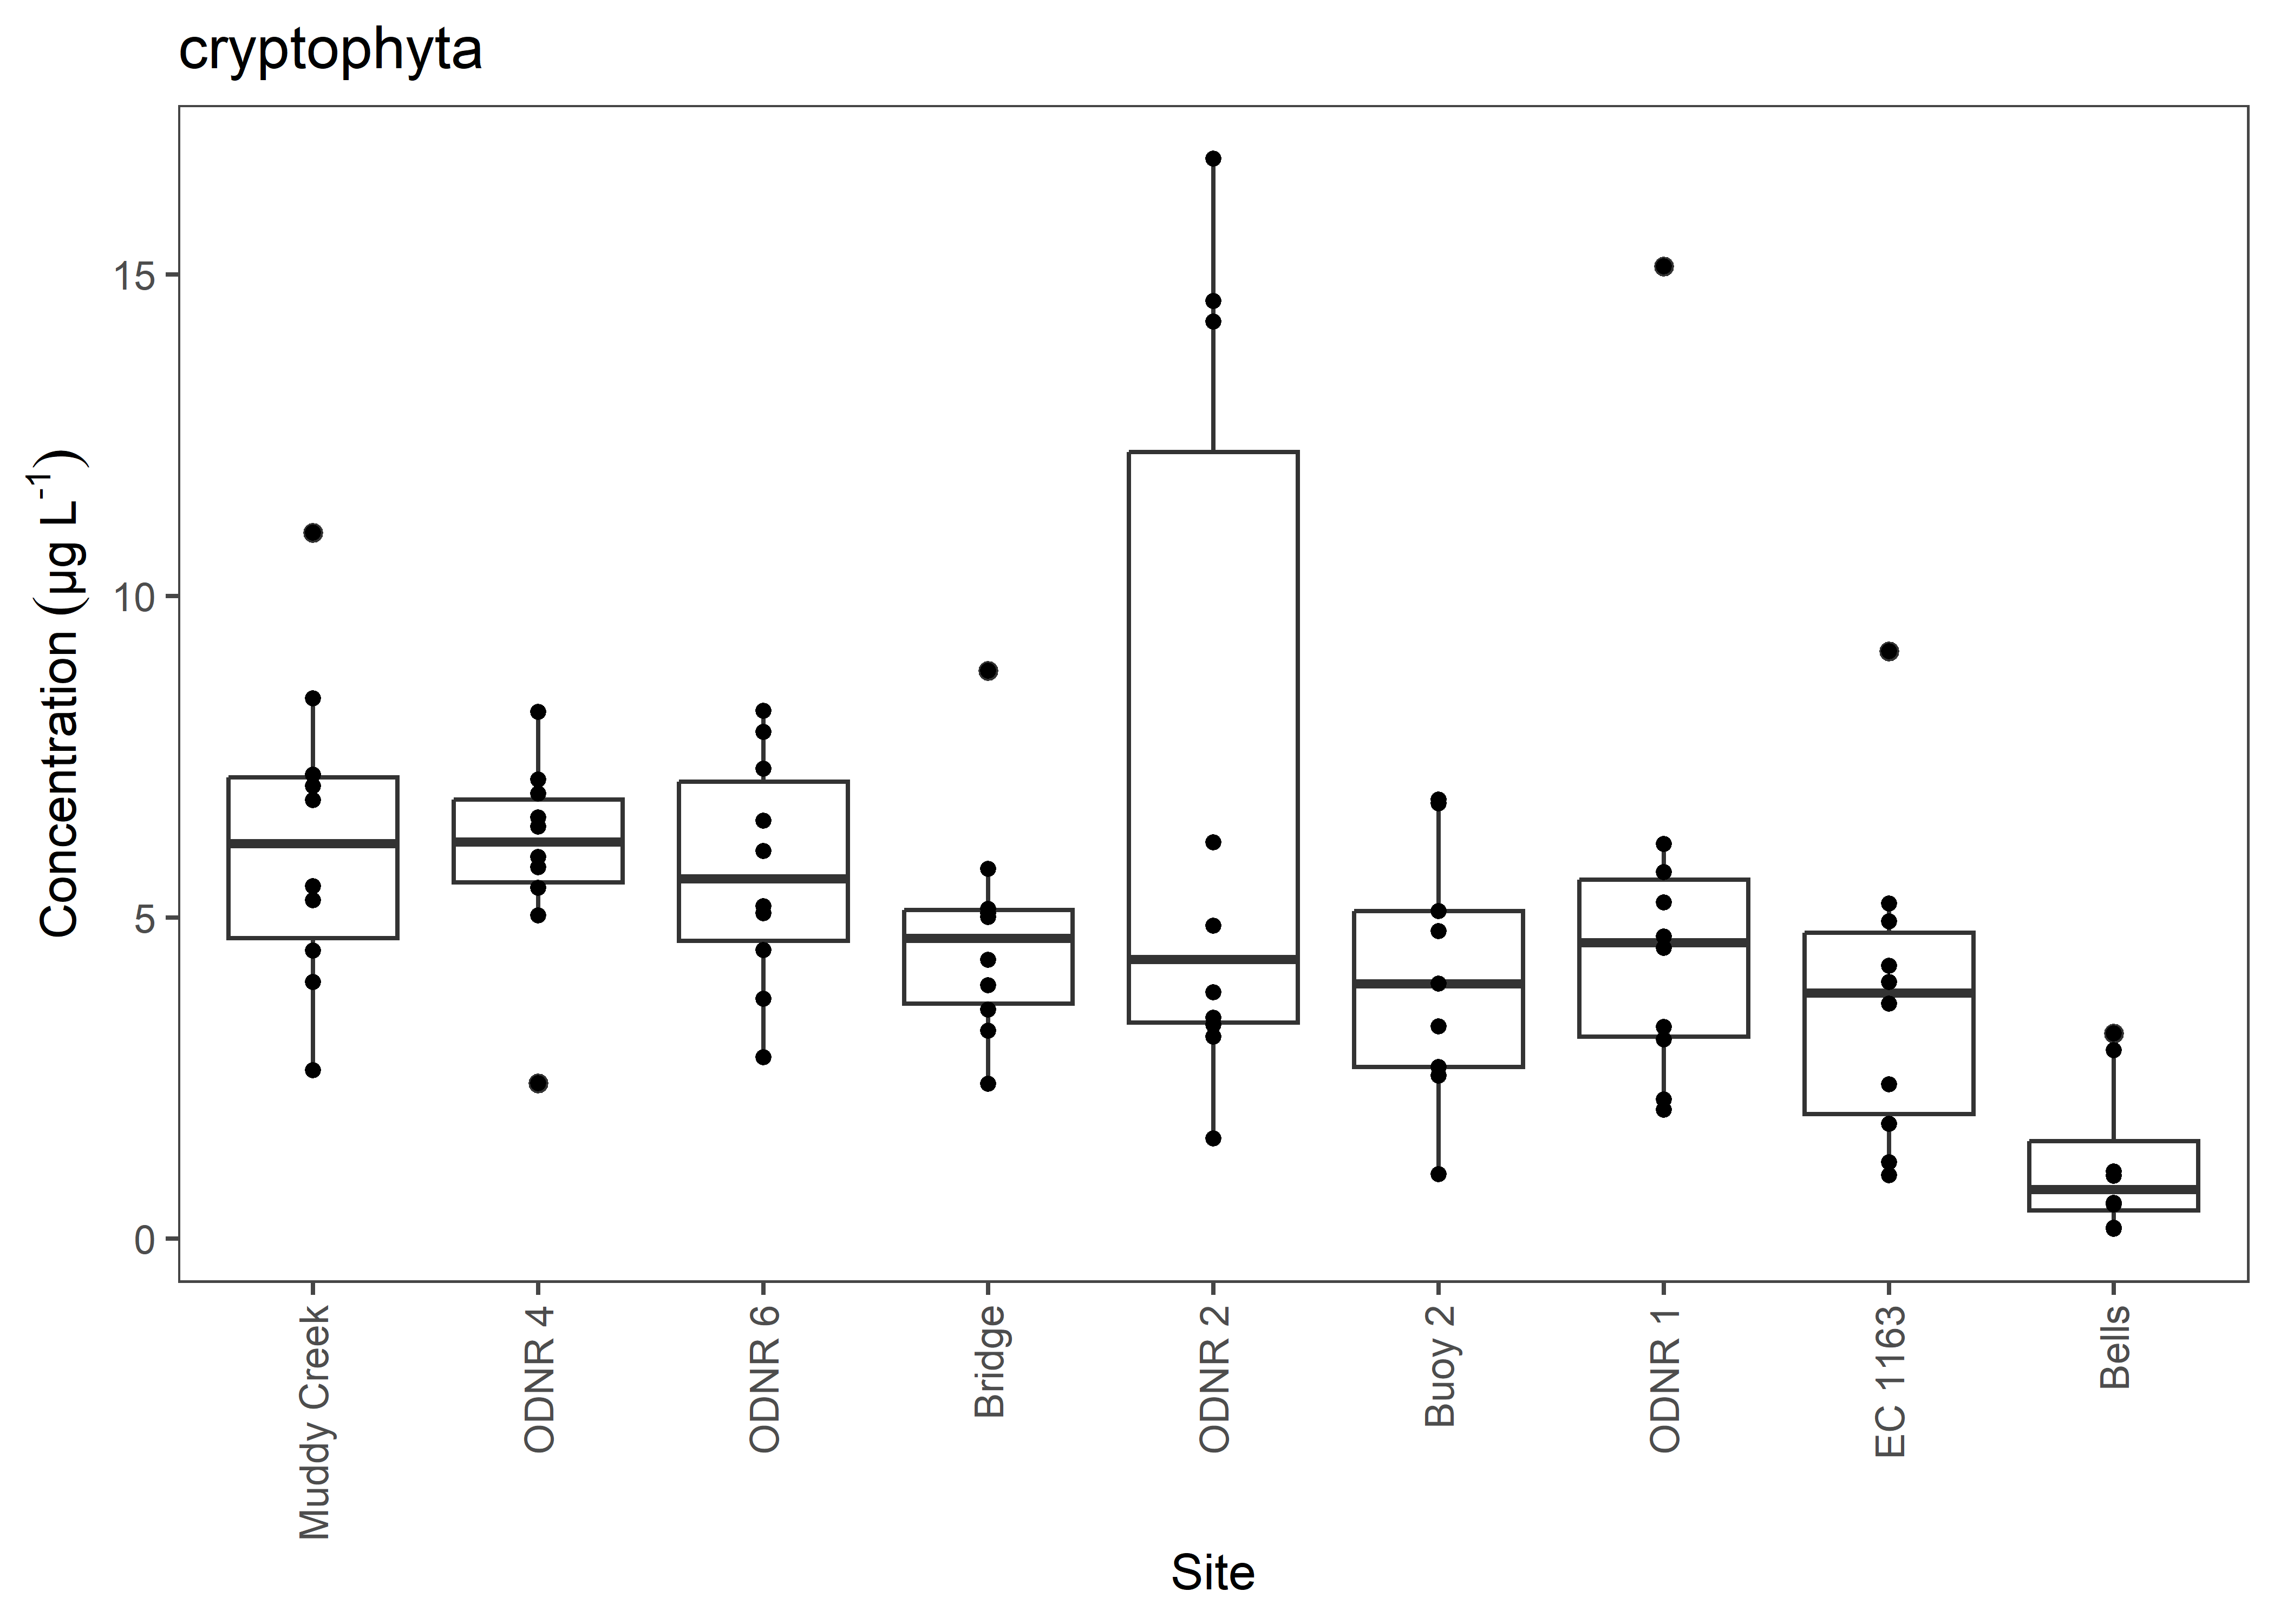 cryptophyta
Concentration (µg L-1)
15
10
5
0
Muddy Creek
ODNR 4
ODNR 6
Bridge
ODNR 2
Buoy 2
ODNR 1
EC 1163
Bells
Site